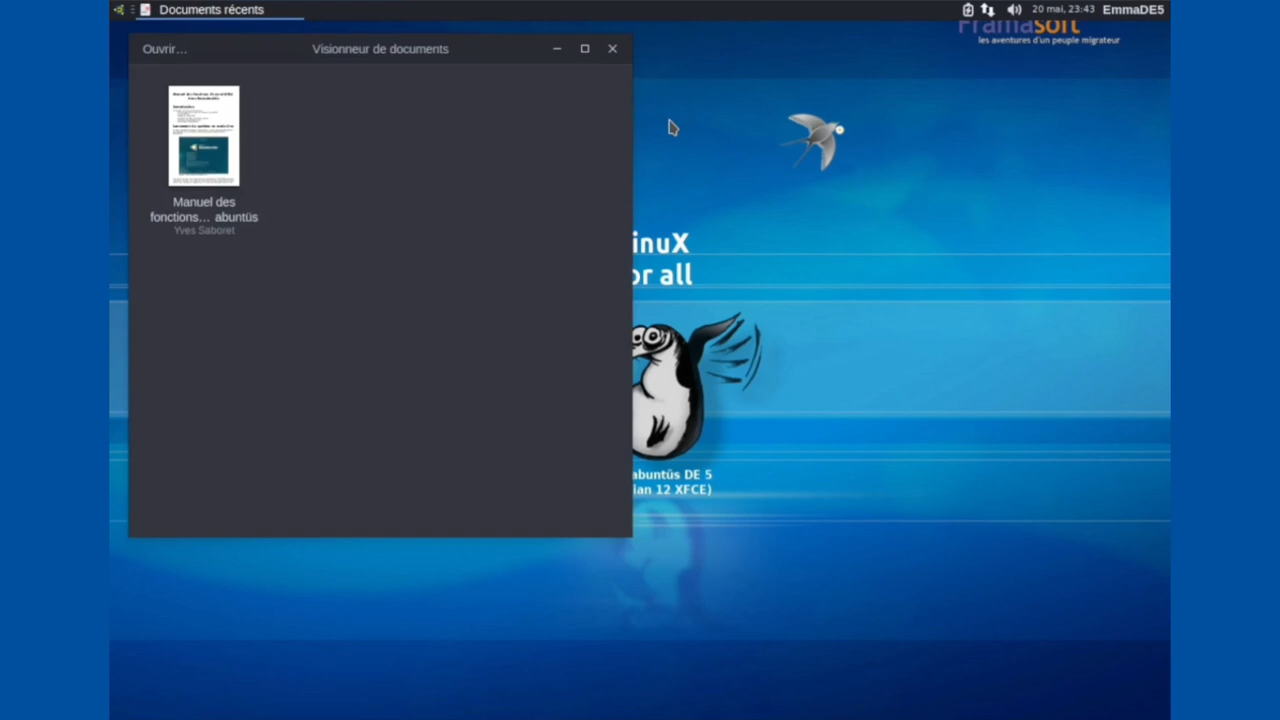 Documents récents
20 mai, 23:43 EmmaDE5
Framasoft
les aventures d'un peuple migrateur
Ouvrir…
Visionneur de documents
Manuel des
fonctions… abuntüs
Yves Saboret
inuX
or all
abuntüs DE 5
ian 12 XFCE)